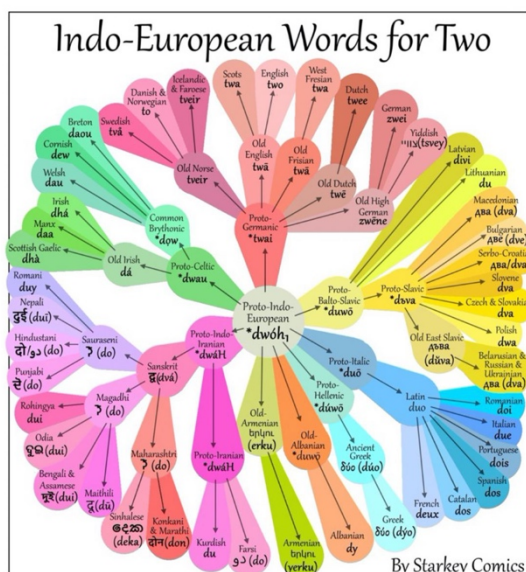 Indo-European Words for Two
Proto-Indo-
European
*dwóh₁
Proto-
Germanic
*twai
Old Norse
tveir
Swedish
två
Danish &
Norwegian
to
Icelandic
& Faroese
tveir
Old
English
twā
Scots
twa
English
two
Old
Frisian
twā
West
Fresian
twa
Old Dutch
twē
Dutch
twee
Old High
German
zwēne
German
zwei
Yiddish
(tsvey)
Proto-
Balto-Slavic
*duwō
Latvian
divi
Lithuanian
du
Proto-Slavic
*dъva
Macedonian
два (dva)
Bulgarian
две (dve)
Serbo-Croatian
два/dva
Slovene
dva
Czech & Slovakia
dva
Polish
dwa
Old East Slavic
дъва
(dŭva)
Belarusian &
Russian &
Ukrainian
два (dva)
Proto-Italic
*duō
Latin
duo
Romanian
doi
Italian
due
Portuguese
dois
Spanish
dos
Catalan
dos
French
deux
Proto-
Hellenic
*dúwō
Ancient
Greek
δύο (dúo)
Greek
δύο (dýo)
Old-
Albanian
*duwō
Albanian
dy
Old-
Armenian
երկու
(erku)
Armenian
երկու
(yerku)
Proto-Indo-
Iranian
*dwáH
Proto-Iranian
*dwáH
Kurdish
du
Farsi
دو (do)
Sanskrit
द्व (dvá)
Sauraseni
(do)
Romani
duy
Nepali
दुई (dui)
Hindustani
दो/دو (do)
Punjabi
ਦੋ (do)
Magadhi
(do)
Rohingya
dui
Odia
ଦୁଇ (dui)
Bengali &
Assamese
দুই (dui)
Maithili
दू (dū)
Maharashtri
(do)
Sinhalese
දෙක
(deka)
Konkani & Marathi
दोन (don)
Proto-Celtic
*dwau
Common
Brythonic
Breton
daou
Cornish
dew
Welsh
dau
Old Irish
dá
Irish
dhá
Manx
daa
Scottish Gaelic
dhà
By Starkey Comics